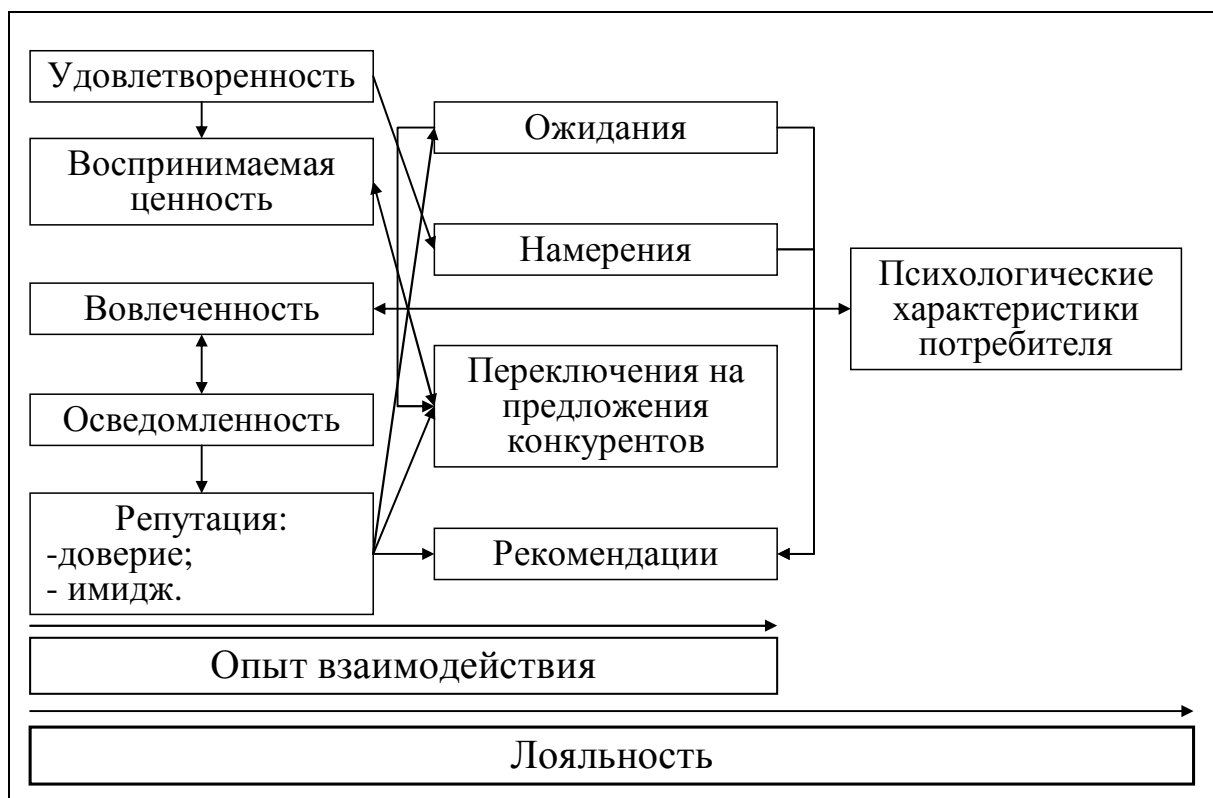 Удовлетворенность
Воспринимаемая
ценность
Вовлеченность
Осведомленность
Репутация:
-доверие;
- имидж.
Ожидания
Намерения
Переключения на
предложения
конкурентов
Рекомендации
Психологические
характеристики
потребителя
Опыт взаимодействия
Лояльность